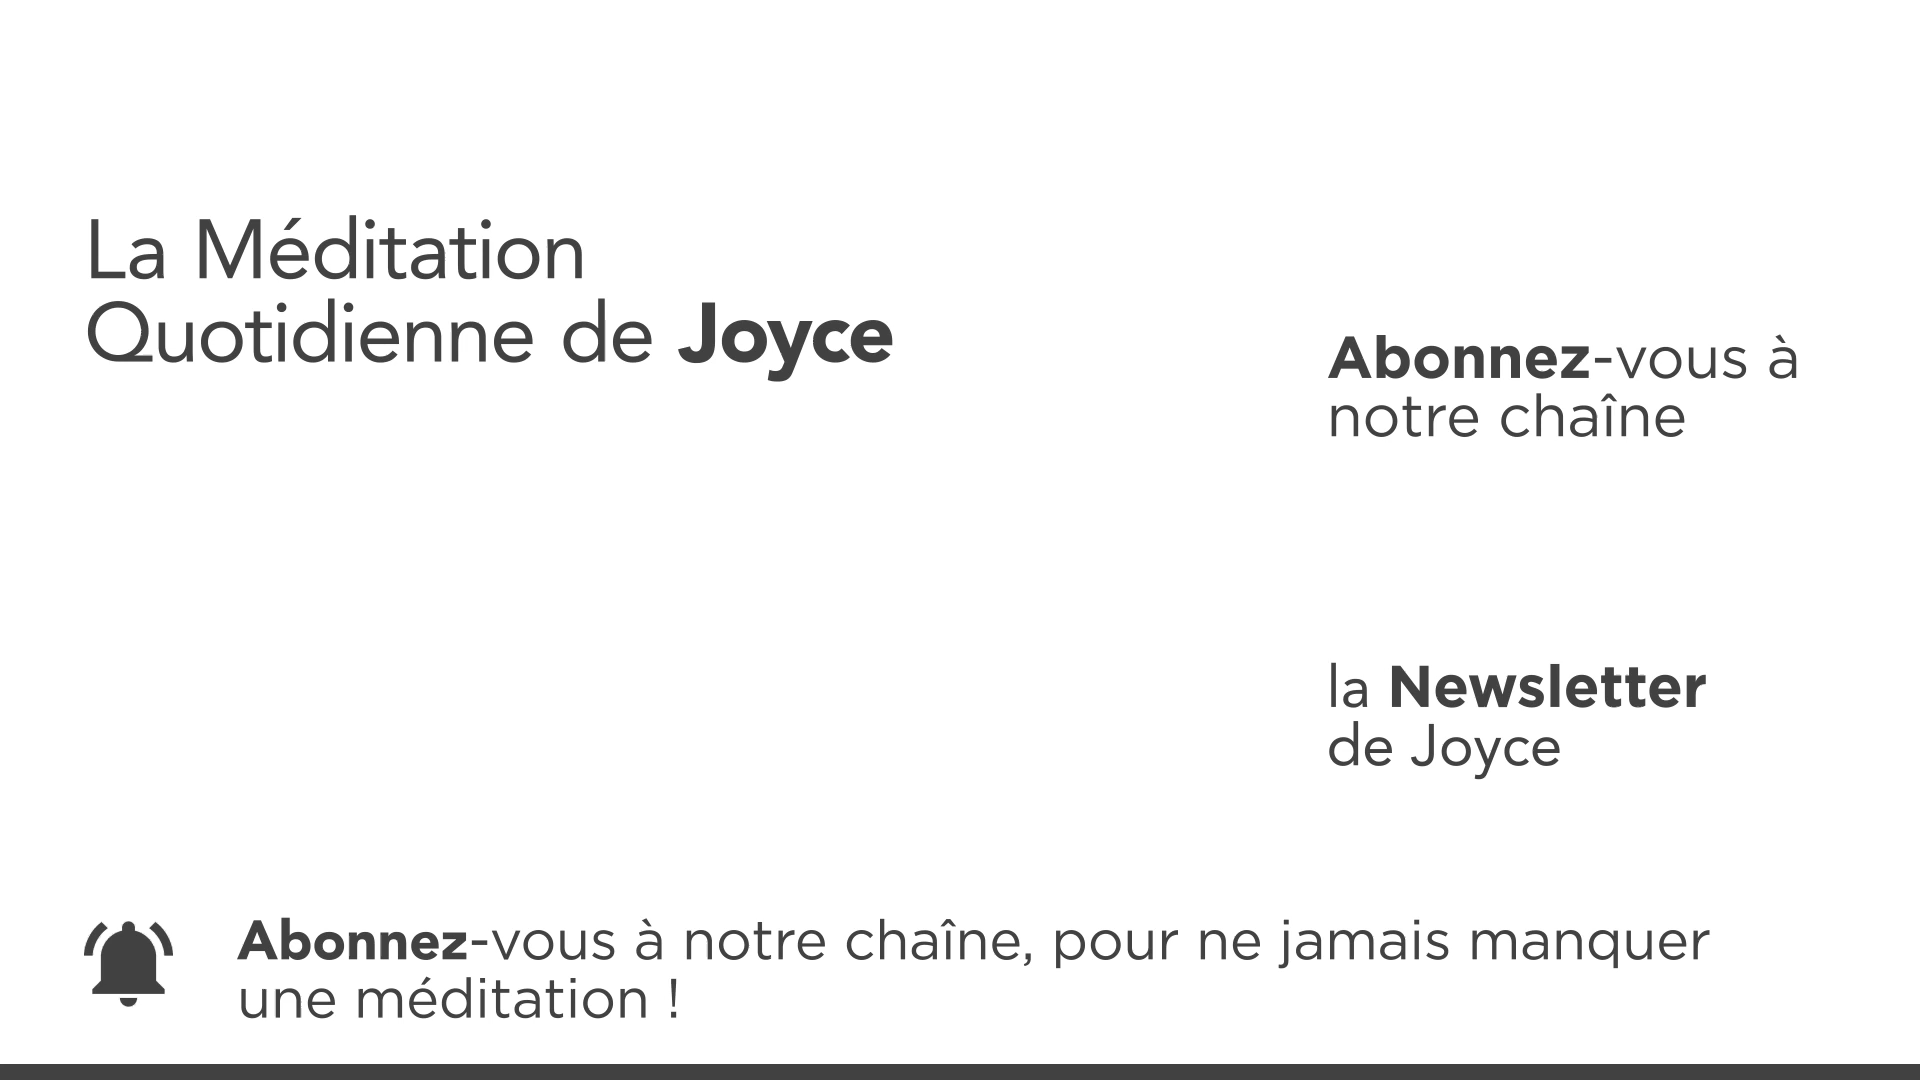 La Méditation
Quotidienne de Joyce
Abonnez-vous à
notre chaîne
la Newsletter
de Joyce
Abonnez-vous à notre chaîne, pour ne jamais manquer
une méditation !